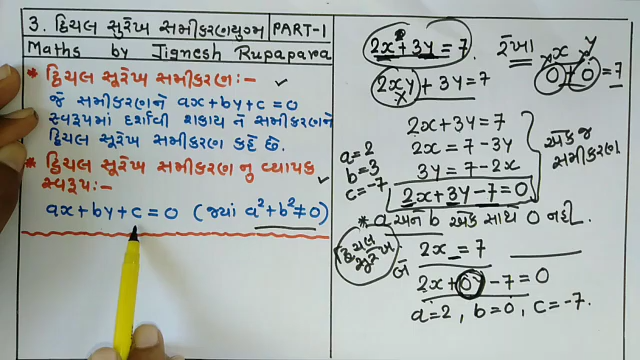 3. દ્વિચલ સુરેખ સમીકરણયુગ્મ PART-1
Maths by Jignesh Rupapara
* દ્વિચલ સૂરેખ સમીકરણ:- ✓
જે સમીકરણને ax+by+c=0
સ્વરૂપમાં દર્શાવી શકાય તે સમીકરણને
દ્વિચલ સૂરેખ સમીકરણ કહે છે.
* દ્વિચલ સૂરેખ સમીકરણ નુ વ્યાપક
સ્વરૂપ:- ✓
ax+by+c=0 (જ્યાં a²+b²≠0)
2x+3y=7 રેખા
x y
0+0=7
2xy+3y=7
2x+3y=7
2x=7-3y
3y=7-2x
2x+3y-7=0
એક જ
સમીકરણ
a=2
b=3
c=-7
* a અને b એક સાથે 0 નહી.
દ્વિચલ
સુરેખ
2x=7
2x+0y-7=0
a=2, b=0, c=-7.